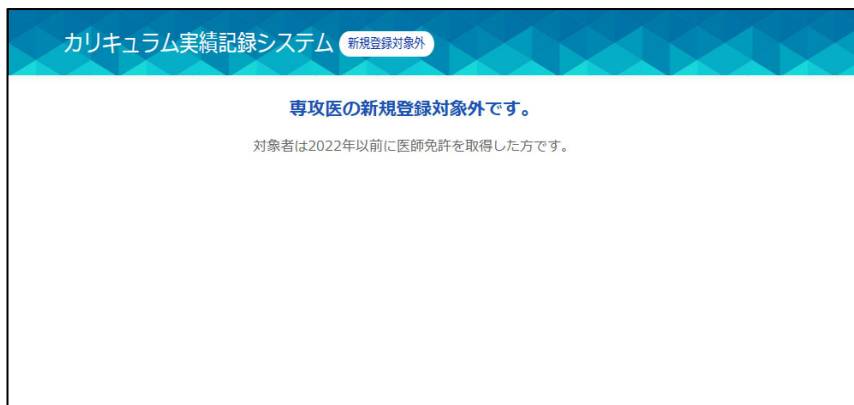 カリキュラム実績記録システム 新規登録対象外
専攻医の新規登録対象外です。
対象者は2022年以前に医師免許を取得した方です。